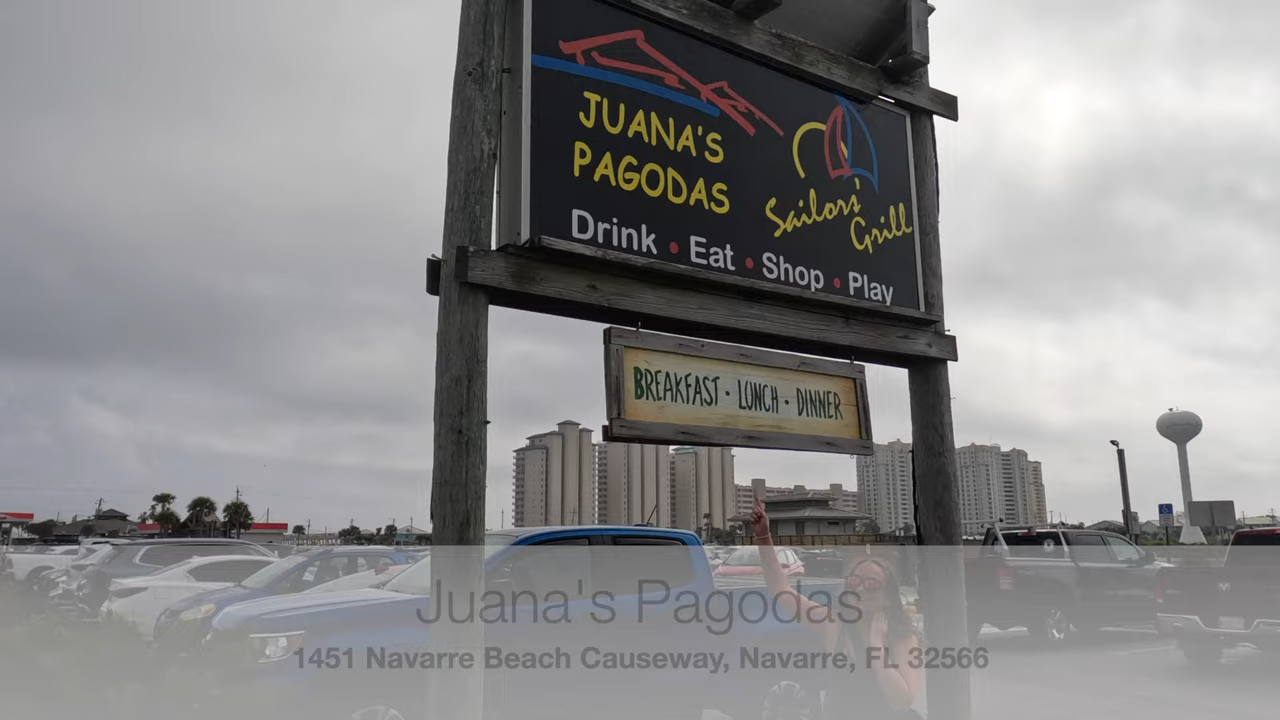 JUANA'S
PAGODAS
Sailors'
Grill
Drink • Eat • Shop • Play
BREAKFAST • LUNCH • DINNER
Juana's Pagodas
1451 Navarre Beach Causeway, Navarre, FL 32566